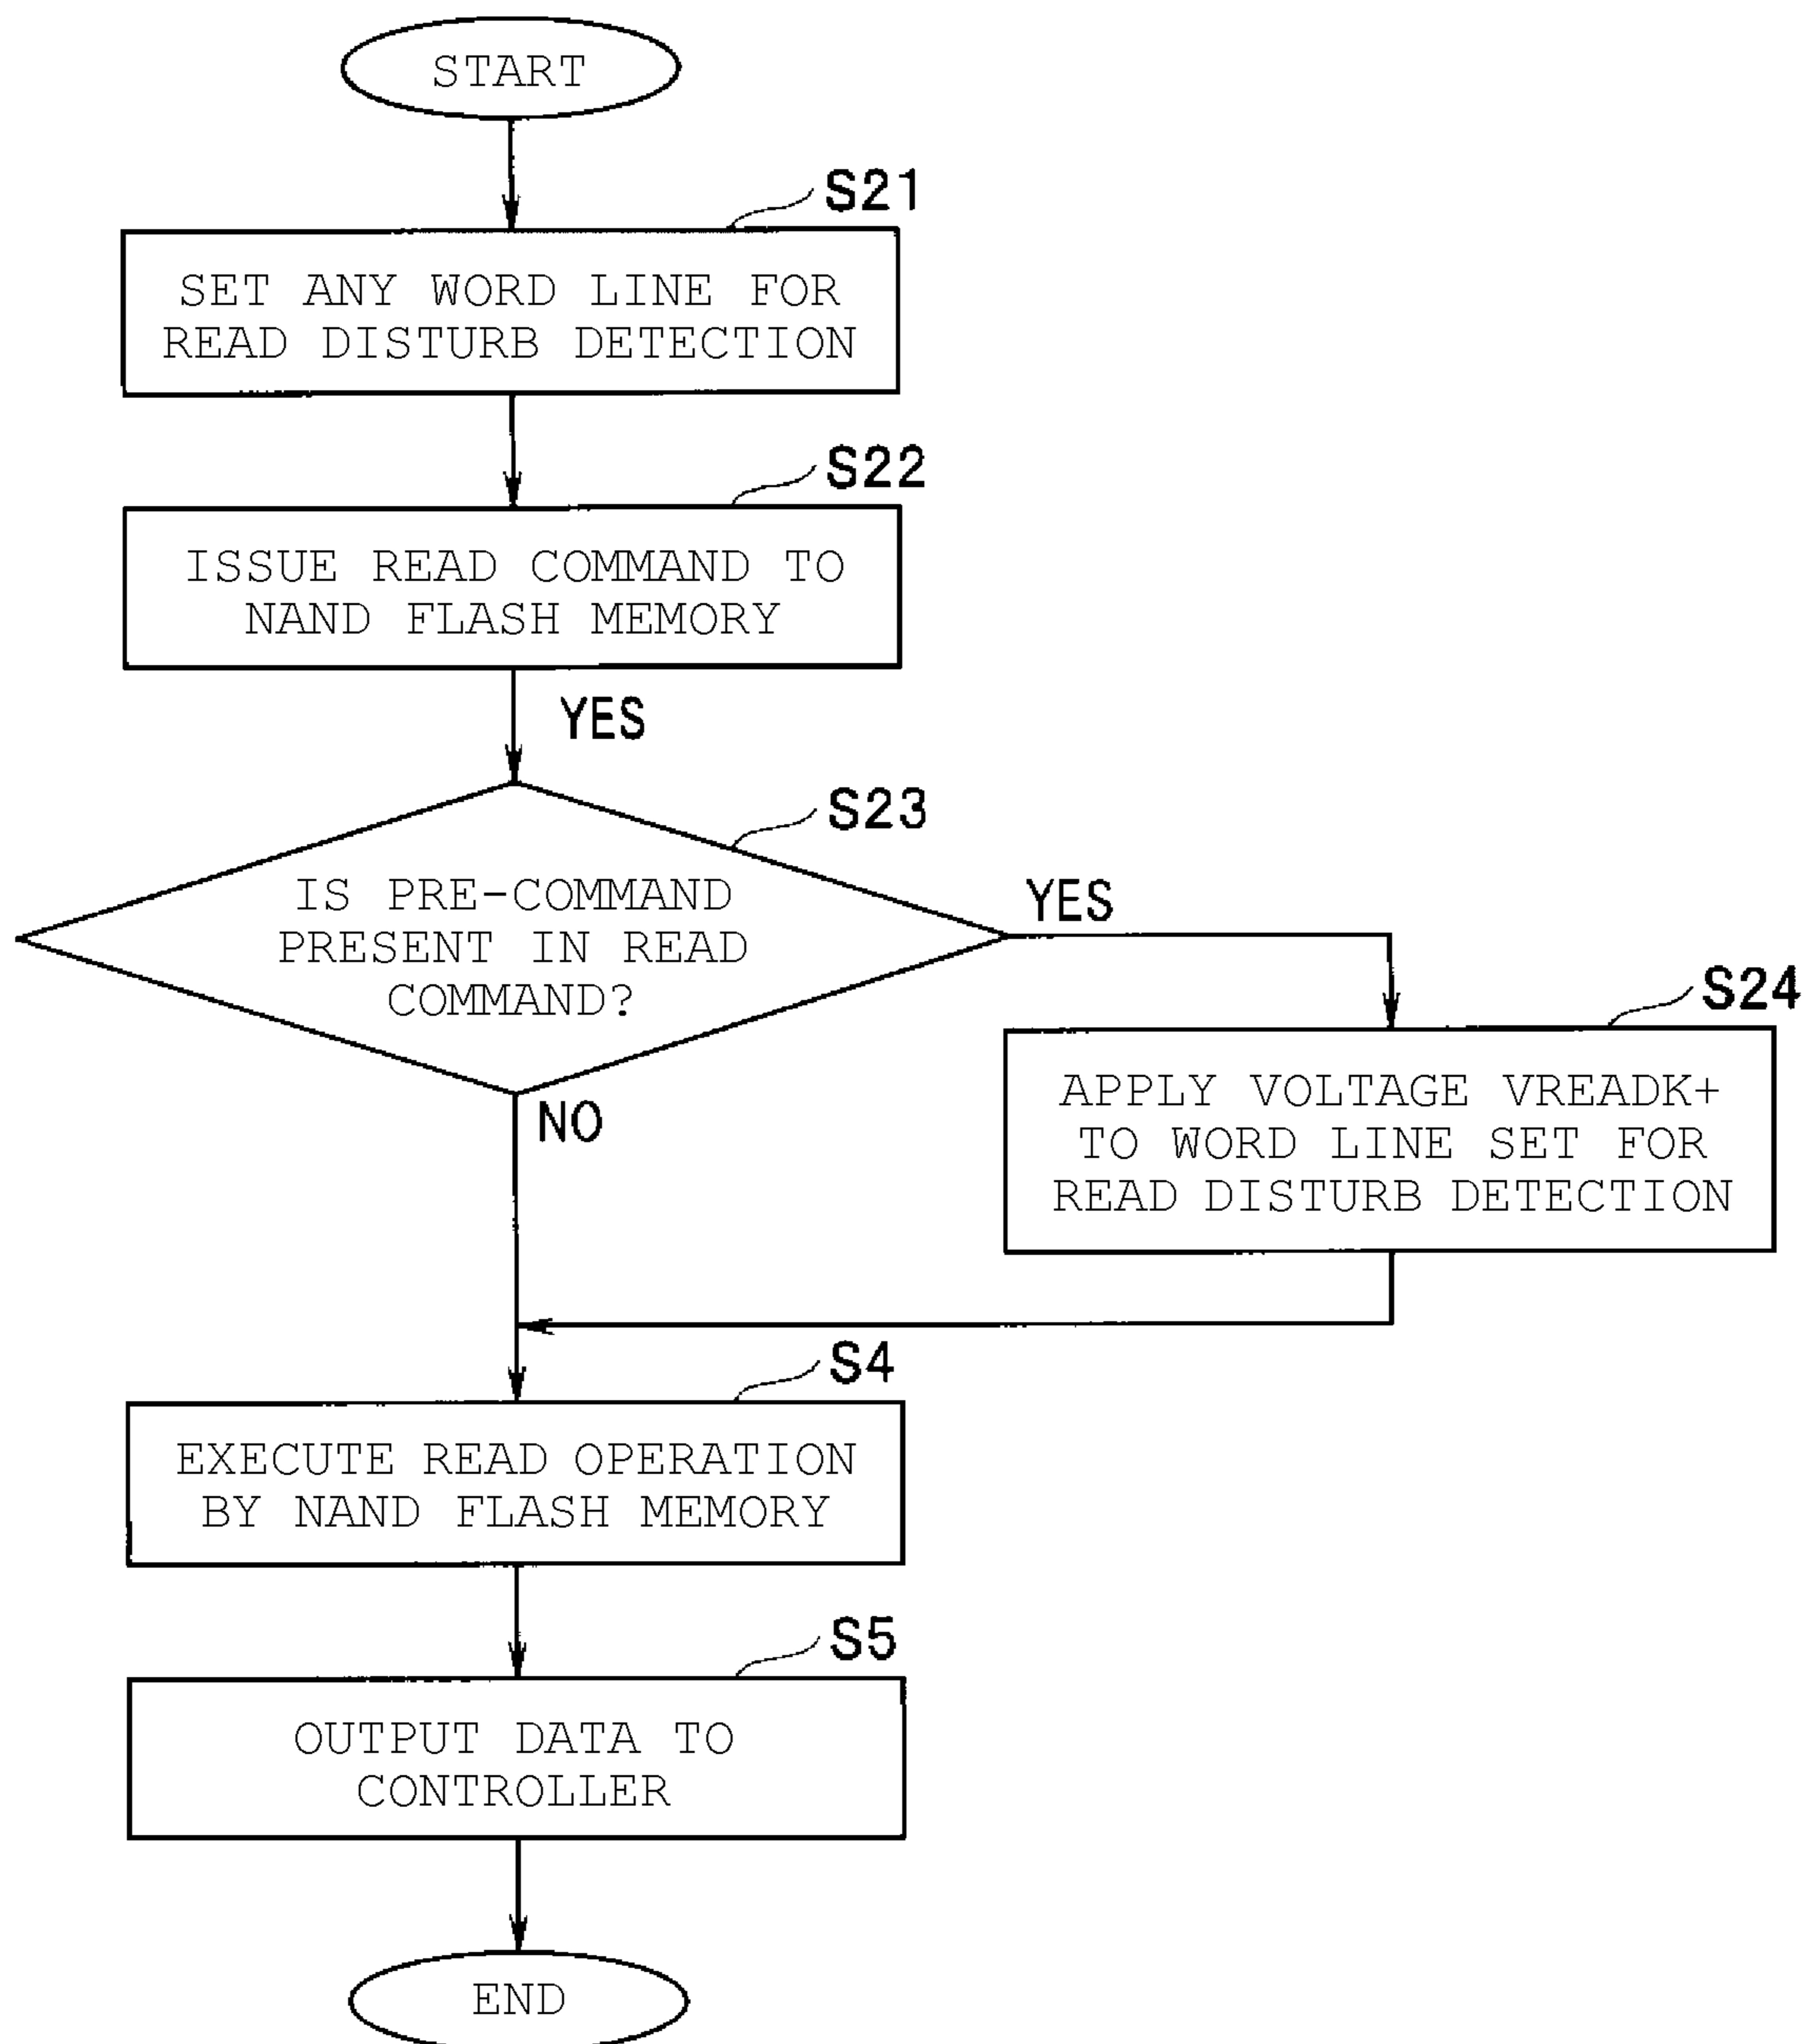 START
S21
SET ANY WORD LINE FOR
READ DISTURB DETECTION
S22
ISSUE READ COMMAND TO
NAND FLASH MEMORY
YES
S23
IS PRE-COMMAND
PRESENT IN READ
COMMAND?
YES
NO
S24
APPLY VOLTAGE VREADK+
TO WORD LINE SET FOR
READ DISTURB DETECTION
S4
EXECUTE READ OPERATION
BY NAND FLASH MEMORY
S5
OUTPUT DATA TO
CONTROLLER
END